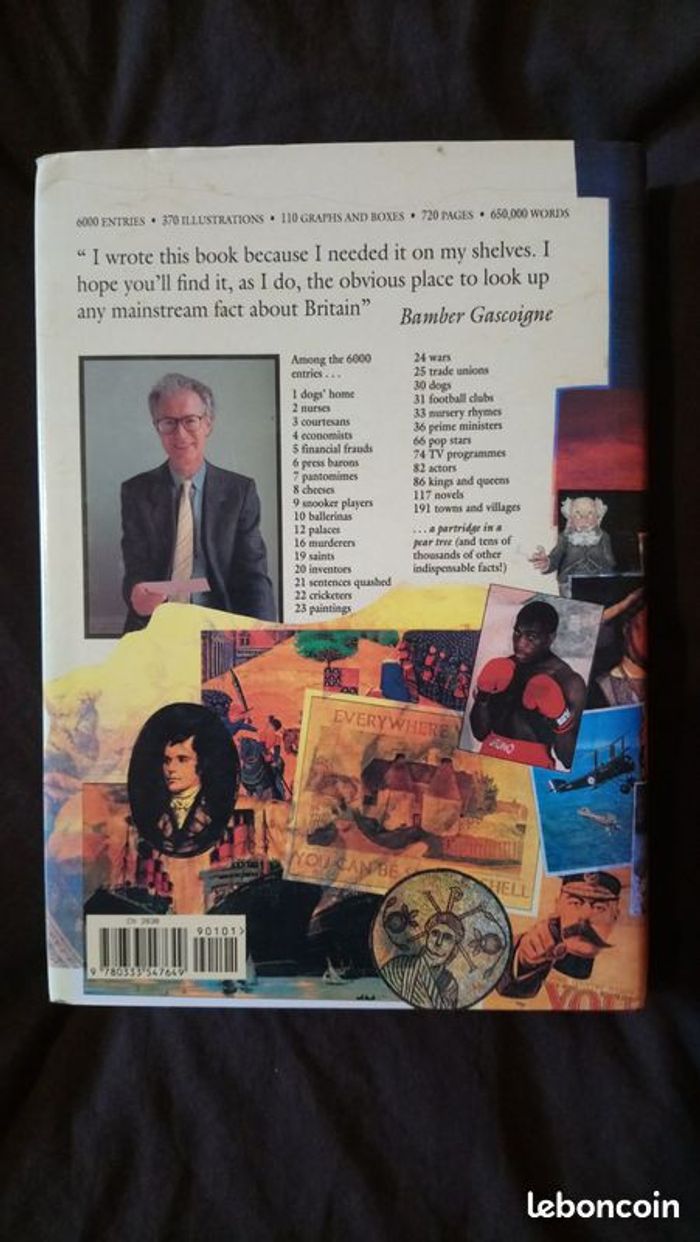 6000 ENTRIES • 370 ILLUSTRATIONS • 110 GRAPHS AND BOXES • 720 PAGES • 650,000 WORDS
“ I wrote this book because I needed it on my shelves. I
hope you'll find it, as I do, the obvious place to look up
any mainstream fact about Britain”
Bamber Gascoigne
Among the 6000
entries . . .
1 dogs' home
2 nurses
3 courtesans
4 economists
5 financial frauds
6 press barons
7 pantomimes
8 cheeses
9 snooker players
10 ballerinas
12 palaces
16 murderers
19 saints
20 inventors
21 sentences quashed
22 cricketers
23 paintings
24 wars
25 trade unions
30 dogs
31 football clubs
33 nursery rhymes
36 prime ministers
66 pop stars
74 TV programmes
82 actors
86 kings and queens
117 novels
191 towns and villages
. . . a partridge in a
pear tree (and tens of
thousands of other
indispensable facts!)
EVERYWHERE
YOU CAN BE
SHELL
YOU
90101>
9 780333 547649
leboncoin